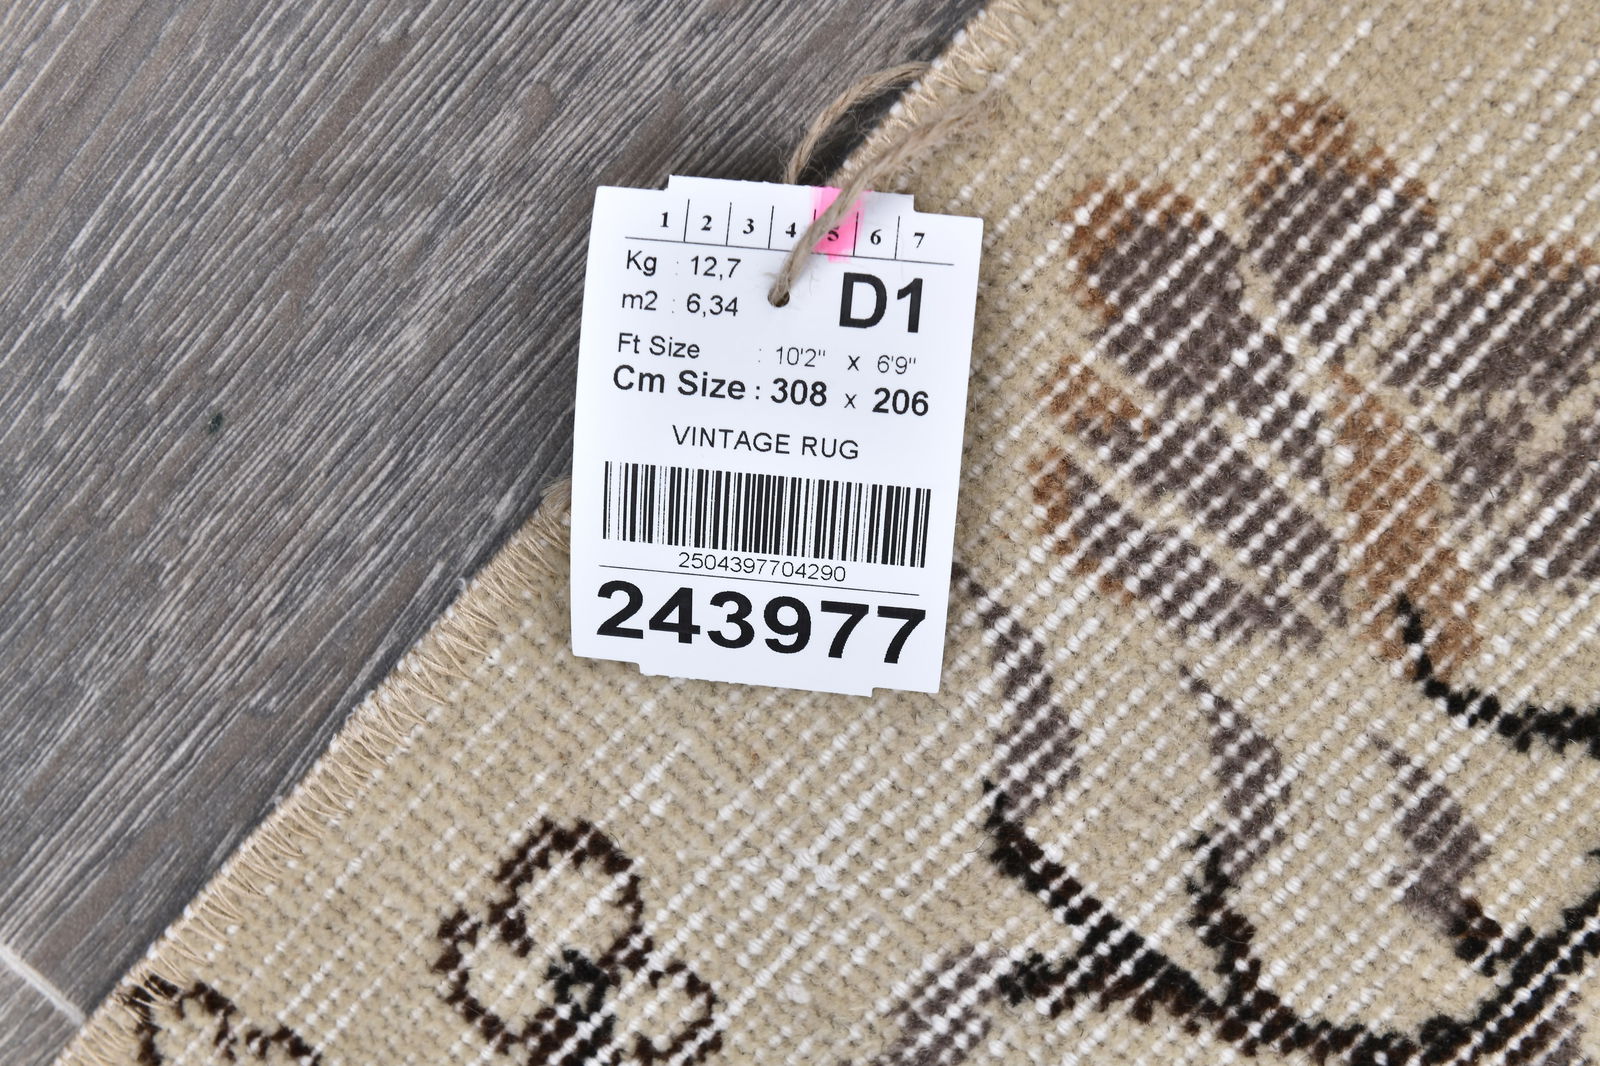 1 2 3 4 5 6 7
Kg : 12,7
m2 : 6,34
D1
Ft Size : 10'2" x 6'9"
Cm Size : 308 x 206
VINTAGE RUG
2504397704290
243977